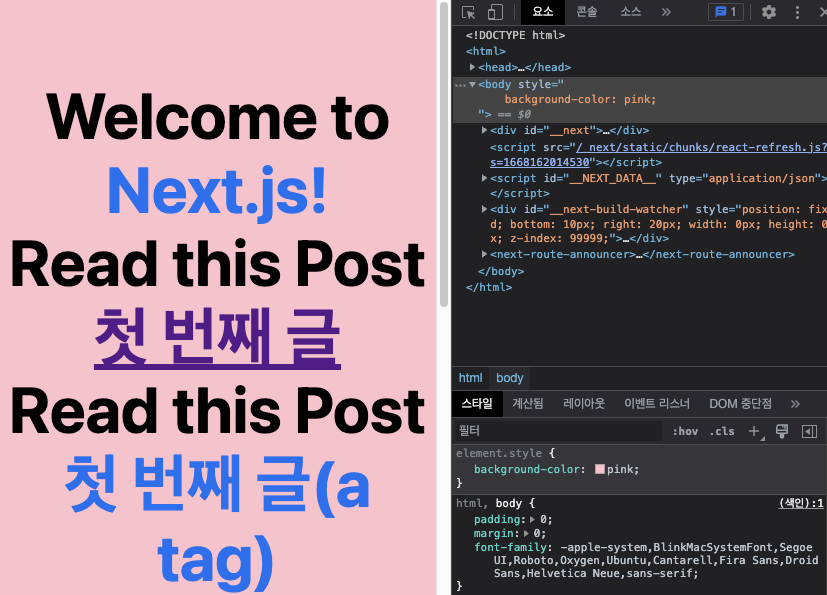 Welcome to
Next.js!
Read this Post
첫 번째 글
Read this Post
첫 번째 글(a
tag)
요소 콘솔 소스 » 1
<!DOCTYPE html>
<html>
<head>…</head>
<body style="
background-color: pink;
"> == $0
<div id="__next">…</div>
<script src="/_next/static/chunks/react-refresh.js?
s=1668162014530"></script>
<script id="__NEXT_DATA__" type="application/json">
</script>
<div id="__next-build-watcher" style="position: fix
d; bottom: 10px; right: 20px; width: 0px; height: 0
x; z-index: 99999;">…</div>
<next-route-announcer>…</next-route-announcer>
</body>
</html>
html body
스타일 계산됨 레이아웃 이벤트 리스너 DOM 중단점 »
필터 :hov .cls +
element.style {
background-color: pink;
}
html, body { (색인):1
padding: 0;
margin: 0;
font-family: -apple-system,BlinkMacSystemFont,Segoe
UI,Roboto,Oxygen,Ubuntu,Cantarell,Fira Sans,Droid
Sans,Helvetica Neue,sans-serif;
}